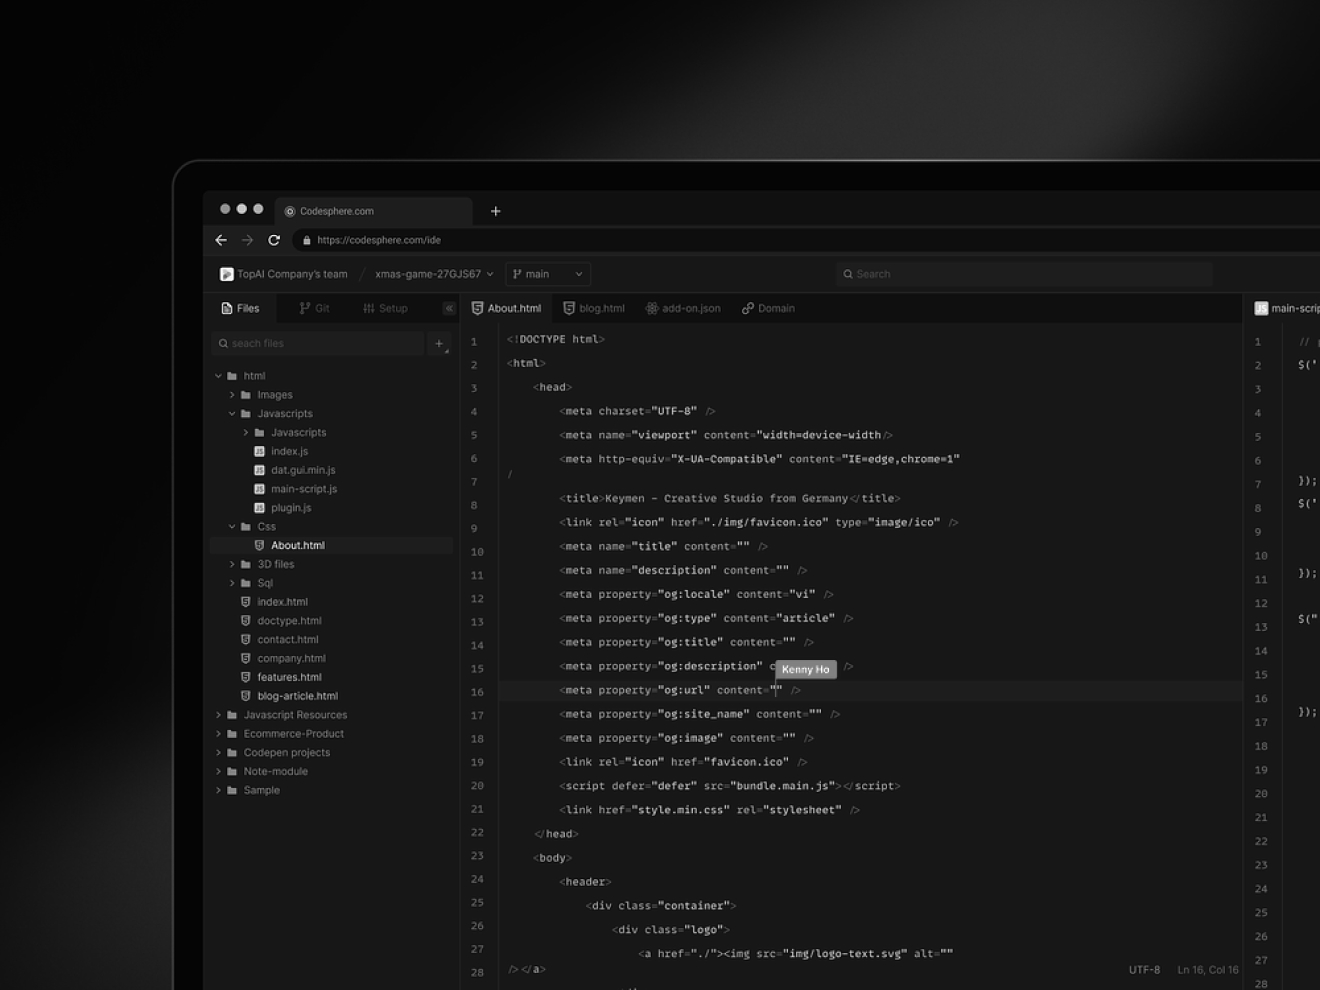 Codesphere.com
+
https://codesphere.com/ide
TopAI Company's team / xmas-game-27GJS67 main
Search
Files Git Setup «
seach files +
html
Images
Javascripts
Javascripts
JS index.js
JS dat.gui.min.js
JS main-script.js
JS plugin.js
Css
About.html
3D files
Sql
index.html
doctype.html
contact.html
company.html
features.html
blog-article.html
Javascript Resources
Ecommerce-Product
Codepen projects
Note-module
Sample
About.html blog.html add-on.json Domain
1 <!DOCTYPE html>
2 <html>
3 <head>
4 <meta charset="UTF-8" />
5 <meta name="viewport" content="width=device-width/>
6 <meta http-equiv="X-UA-Compatible" content="IE=edge,chrome=1"
7 /
8 <title>Keymen - Creative Studio from Germany</title>
9 <link rel="icon" href="./img/favicon.ico" type="image/ico" />
10 <meta name="title" content="" />
11 <meta name="description" content="" />
12 <meta property="og:locale" content="vi" />
13 <meta property="og:type" content="article" />
14 <meta property="og:title" content="" />
15 <meta property="og:description" c />
Kenny Ho
16 <meta property="og:url" content="" />
17 <meta property="og:site_name" content="" />
18 <meta property="og:image" content="" />
19 <link rel="icon" href="favicon.ico" />
20 <script defer="defer" src="bundle.main.js"></script>
21 <link href="style.min.css" rel="stylesheet" />
22 </head>
23 <body>
24 <header>
25 <div class="container">
26 <div class="logo">
27 <a href="./"><img src="img/logo-text.svg" alt=""
28 /></a>
UTF-8 Ln 16, Col 16
JS main-scrip
1 //
2 $('
3
4
5
6
7 });
8 $('
9
10
11 });
12
13 $("
14
15
16
17 });
18
19
20
21
22
23
24
25
26
27
28